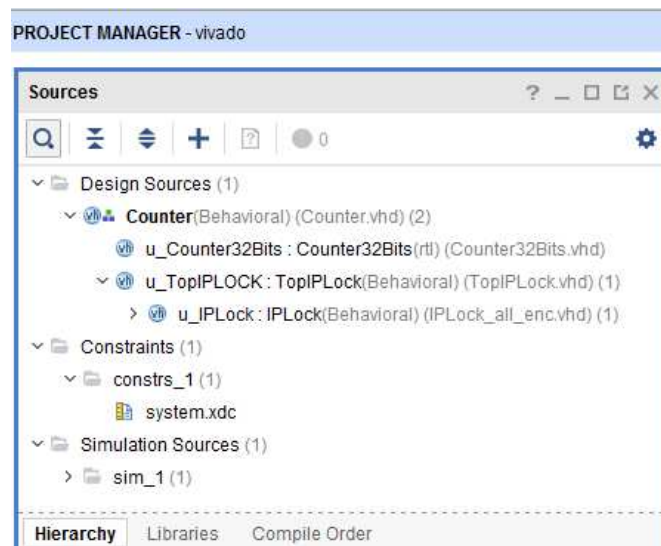 PROJECT MANAGER - vivado
Sources
? _
0
Design Sources (1)
Counter(Behavioral) (Counter.vhd) (2)
u_Counter32Bits : Counter32Bits(rtl) (Counter32Bits.vhd)
u_TopIPLOCK : TopIPLock(Behavioral) (TopIPLock.vhd) (1)
u_IPLock : IPLock(Behavioral) (IPLock_all_enc.vhd) (1)
Constraints (1)
constrs_1 (1)
system.xdc
Simulation Sources (1)
sim_1 (1)
Hierarchy Libraries Compile Order